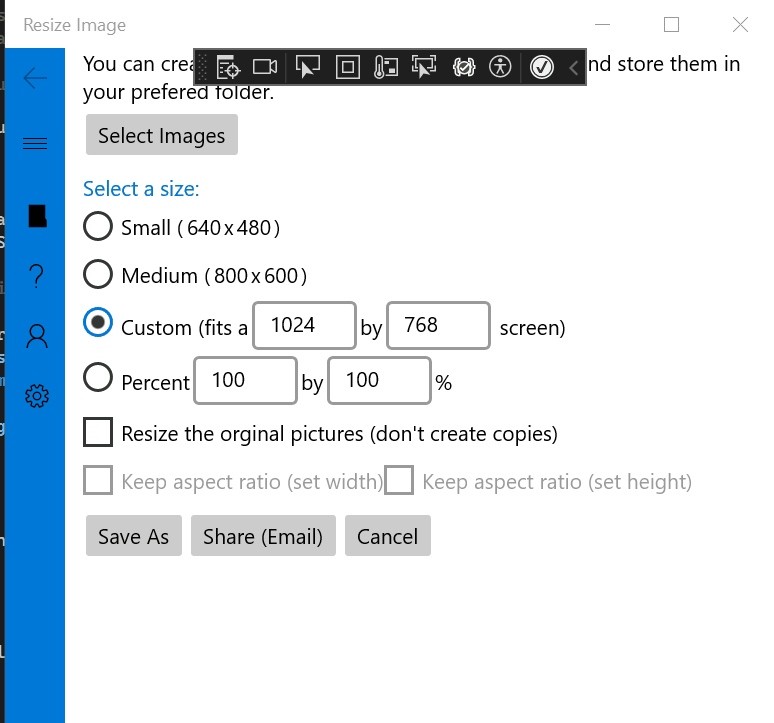 Resize Image
You can crea nd store them in
your prefered folder.
Select Images
Select a size:
Small ( 640 x 480 )
Medium ( 800 x 600 )
Custom (fits a 1024 by 768 screen)
Percent 100 by 100 %
Resize the orginal pictures (don't create copies)
Keep aspect ratio (set width) Keep aspect ratio (set height)
Save As Share (Email) Cancel